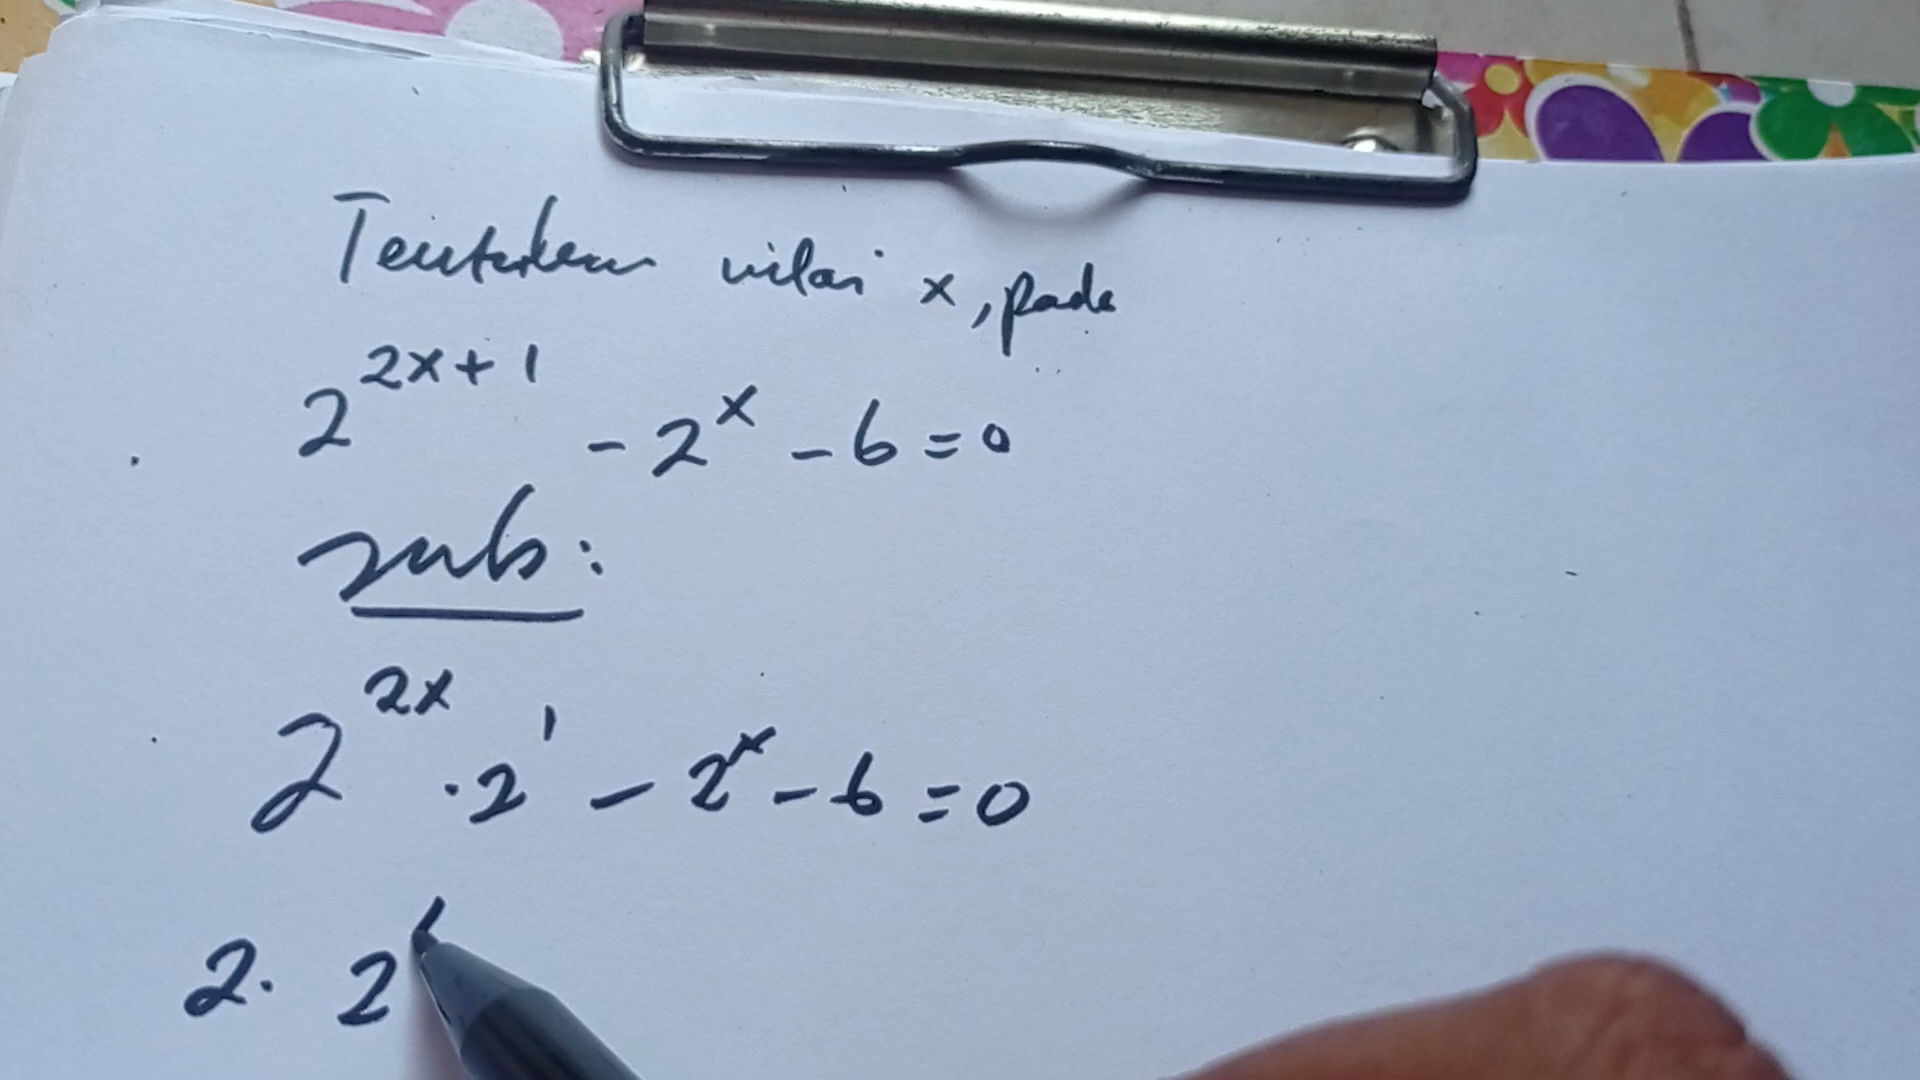 Tentukan nilai x, pada
2^{2x+1} - 2^x - 6 = 0
Jwb:
2^{2x} · 2^1 - 2^x - 6 = 0
2. 2